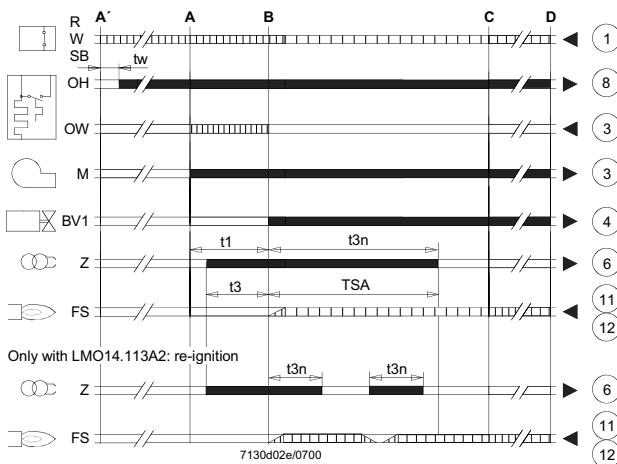 A´ R A B C D
W 1
SB tw
OH 8
OW 3
M 3
BV1 4
t1 t3n
Z 6
t3 TSA
FS 11
12
Only with LMO14.113A2: re-ignition
t3n t3n
Z 6
FS 11
7130d02e/0700 12